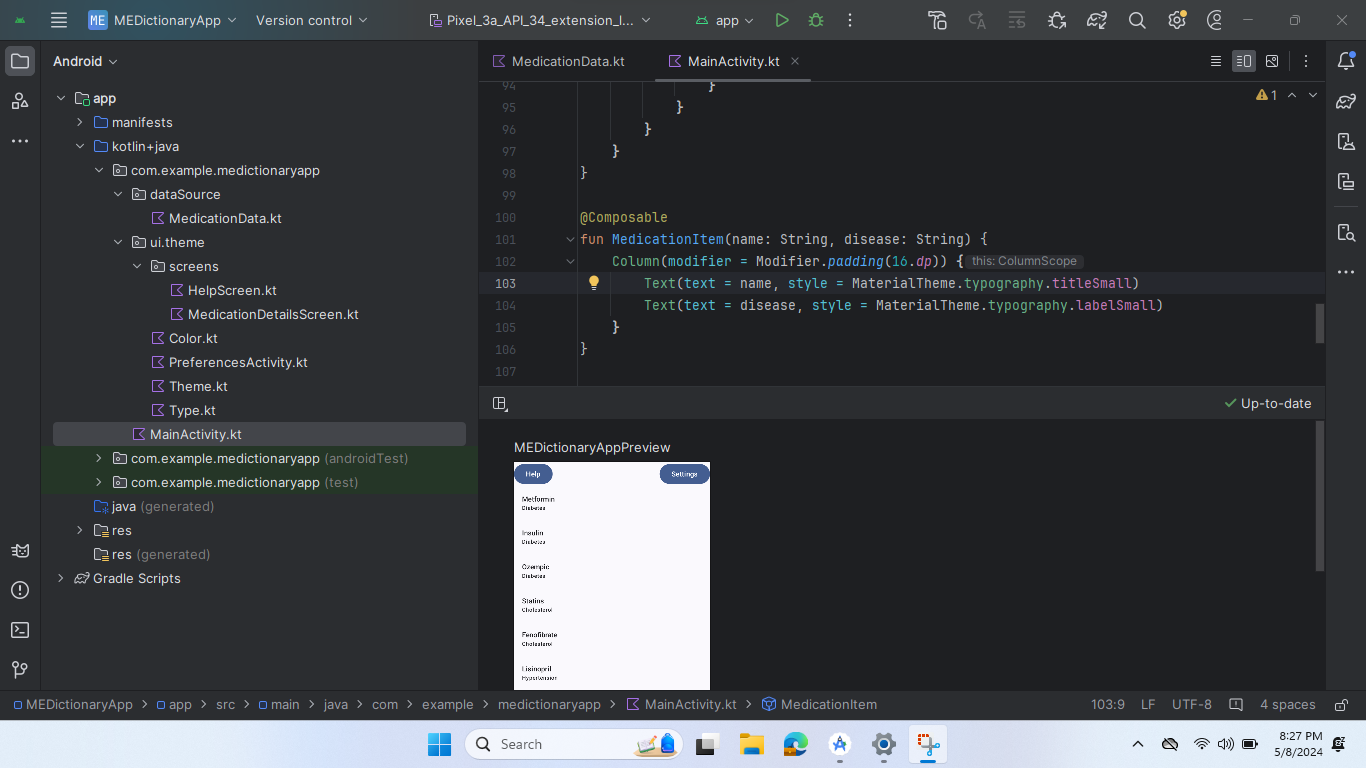 ME MEDictionaryApp Version control Pixel_3a_API_34_extension_l... app
Android
app
manifests
kotlin+java
com.example.medictionaryapp
dataSource
MedicationData.kt
ui.theme
screens
HelpScreen.kt
MedicationDetailsScreen.kt
Color.kt
PreferencesActivity.kt
Theme.kt
Type.kt
MainActivity.kt
com.example.medictionaryapp (androidTest)
com.example.medictionaryapp (test)
java (generated)
res
res (generated)
Gradle Scripts
MedicationData.kt MainActivity.kt
1
94 }
95 }
96 }
97 }
98 }
99
100 @Composable
101 fun MedicationItem(name: String, disease: String) {
102 Column(modifier = Modifier.padding(16.dp)) { this: ColumnScope
103 Text(text = name, style = MaterialTheme.typography.titleSmall)
104 Text(text = disease, style = MaterialTheme.typography.labelSmall)
105 }
106 }
107
Up-to-date
MEDictionaryAppPreview
Help Settings
Metformin
Diabetes
Insulin
Diabetes
Ozempic
Diabetes
Statins
Cholesterol
Fenofibrate
Cholesterol
Lisinopril
Hypertension
MEDictionaryApp > app > src > main > java > com > example > medictionaryapp > MainActivity.kt > MedicationItem 103:9 LF UTF-8 4 spaces
Search
8:27 PM
5/8/2024